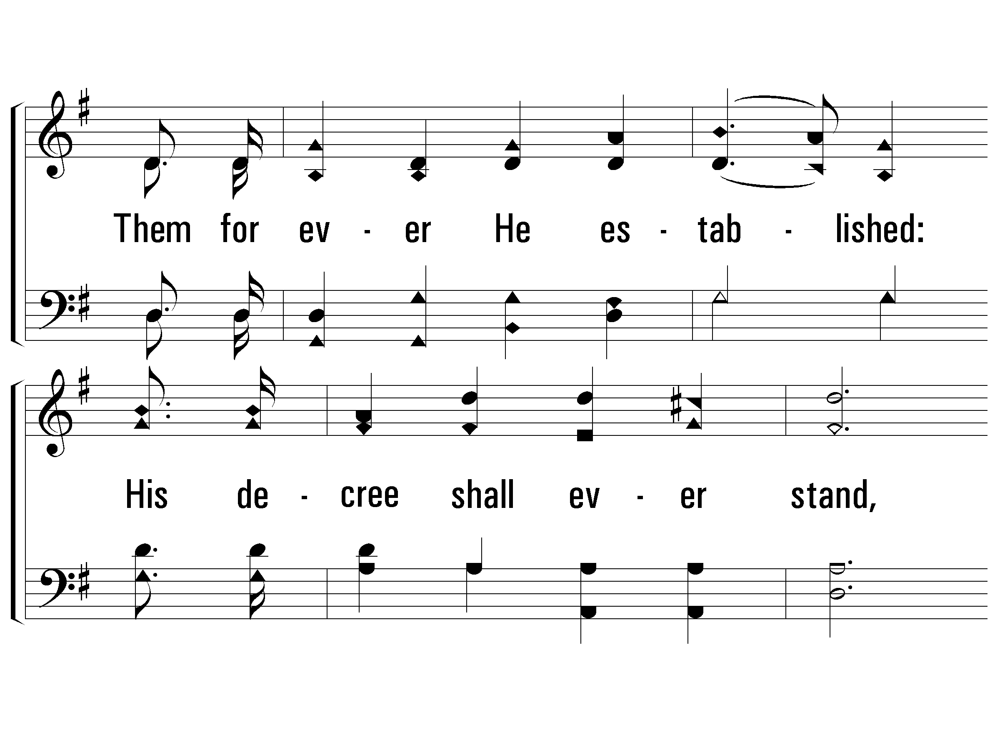 Them for ev - er He es - tab - lished:
His de - cree shall ev - er stand,